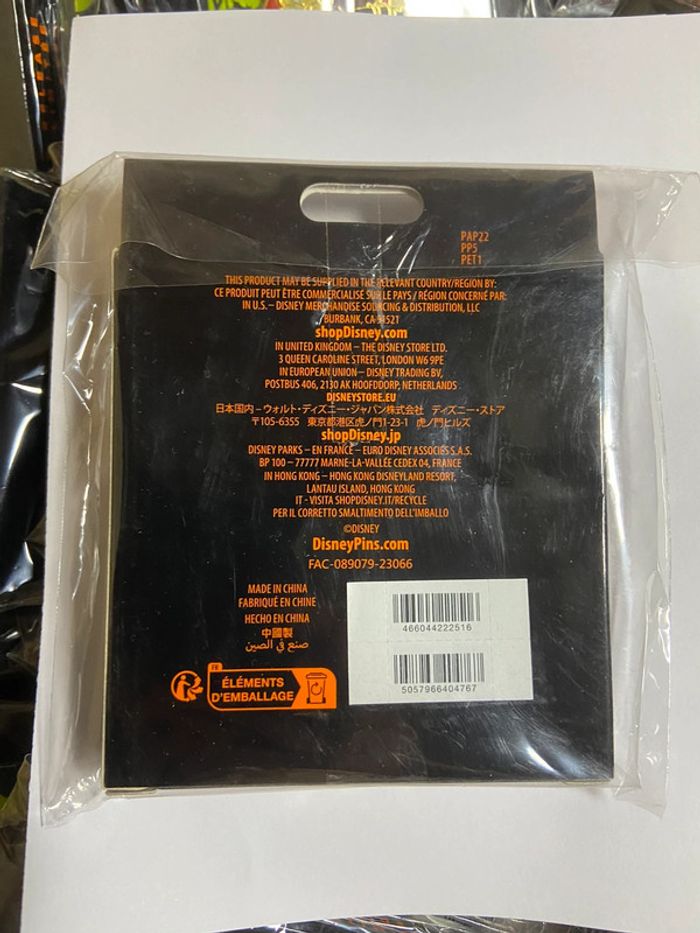 PAP22
PP5
PET1
THIS PRODUCT MAY BE SUPPLIED IN THE RELEVANT COUNTRY/REGION BY:
CE PRODUIT PEUT ÊTRE COMMERCIALISE SUR LE PAYS / RÉGION CONCERNÉ PAR:
IN U.S. – DISNEY MERCHANDISE SOURCING & DISTRIBUTION, LLC
BURBANK, CA 91521
shopDisney.com
IN UNITED KINGDOM – THE DISNEY STORE LTD.
3 QUEEN CAROLINE STREET, LONDON W6 9PE
IN EUROPEAN UNION – DISNEY TRADING BV,
POSTBUS 406, 2130 AK HOOFDDORP, NETHERLANDS
DISNEYSTORE.EU
日本国内 – ウォルト・ディズニー・ジャパン株式会社 ディズニー・ストア
〒105-6355 東京都港区虎ノ門1-23-1 虎ノ門ヒルズ
shopDisney.jp
DISNEY PARKS – EN FRANCE – EURO DISNEY ASSOCIÉS S.A.S.
BP 100 – 77777 MARNE-LA-VALLÉE CEDEX 04, FRANCE
IN HONG KONG – HONG KONG DISNEYLAND RESORT,
LANTAU ISLAND, HONG KONG
IT - VISITA SHOPDISNEY.IT/RECYCLE
PER IL CORRETTO SMALTIMENTO DELL'IMBALLO
©DISNEY
DisneyPins.com
FAC-089079-23066
MADE IN CHINA
FABRIQUÉ EN CHINE
HECHO EN CHINA
中國製
صنع في الصين
FR
ÉLÉMENTS
D'EMBALLAGE
466044222516
5057966404767